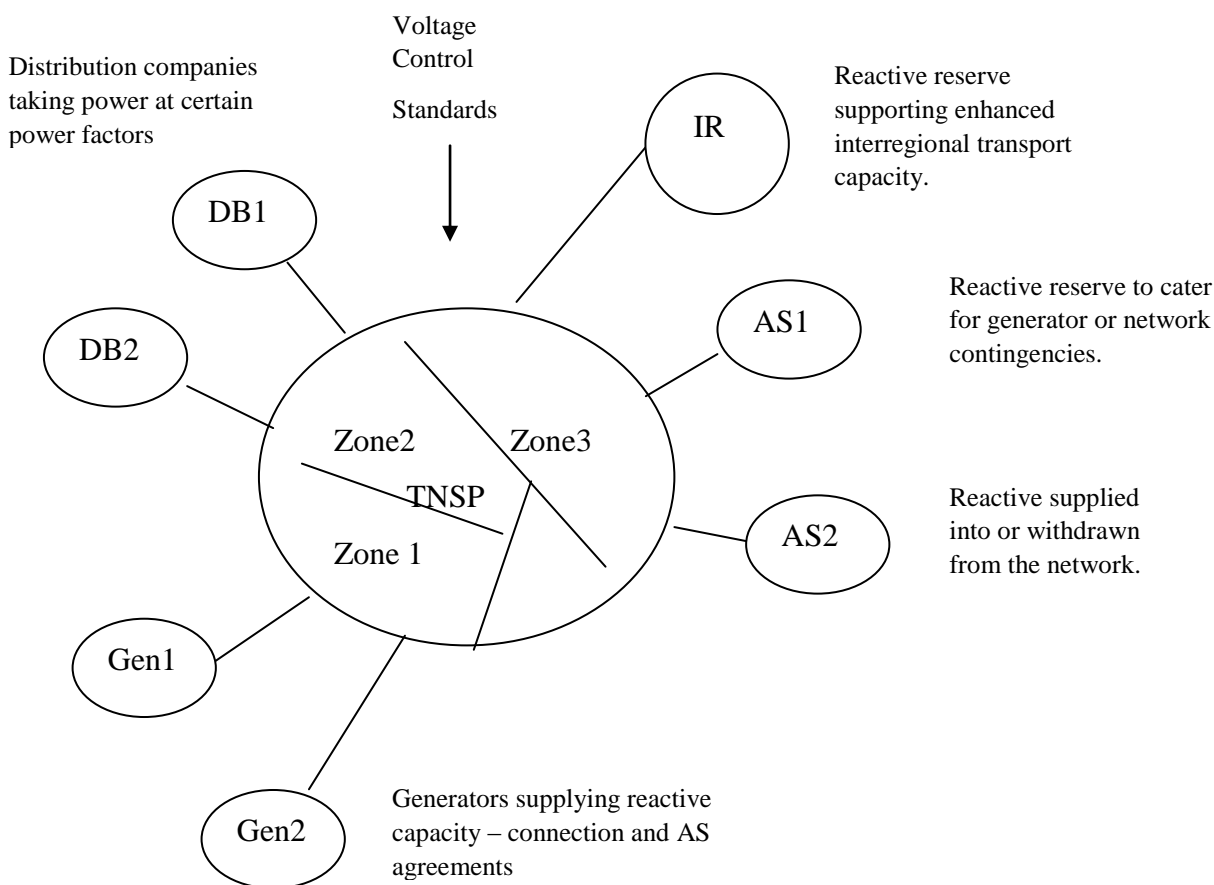 Voltage
Control
Standards
Distribution companies
taking power at certain
power factors
Reactive reserve
supporting enhanced
interregional transport
capacity.
IR
DB1
Reactive reserve to cater
for generator or network
contingencies.
AS1
DB2
Zone2
Zone3
TNSP
Reactive supplied
into or withdrawn
from the network.
AS2
Zone 1
Gen1
Gen2
Generators supplying reactive
capacity – connection and AS
agreements